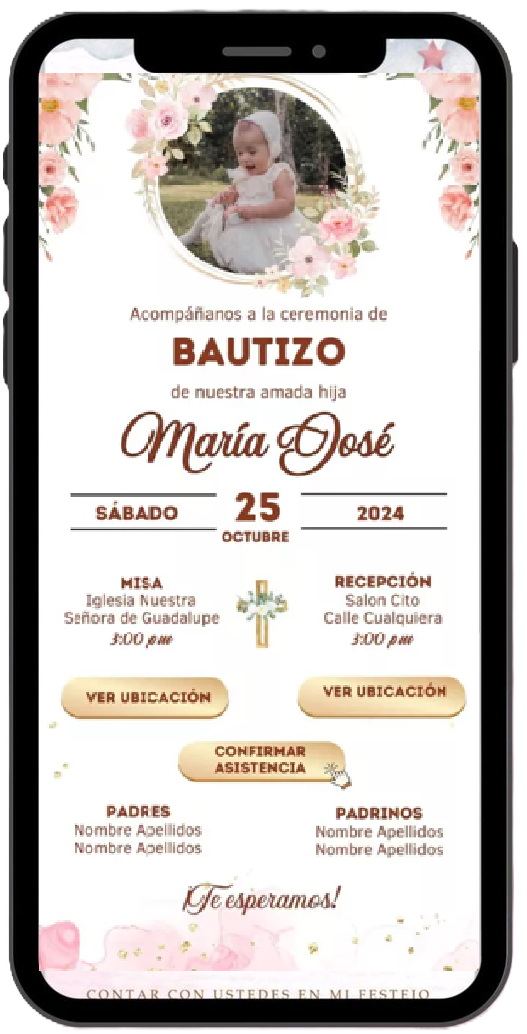 Acompáñanos a la ceremonia de
BAUTIZO
de nuestra amada hija
María José
SÁBADO
25
OCTUBRE
2024
MISA
Iglesia Nuestra
Señora de Guadalupe
3:00 pm
RECEPCIÓN
Salon Cito
Calle Cualquiera
3:00 pm
VER UBICACIÓN
VER UBICACIÓN
CONFIRMAR
ASISTENCIA
PADRES
Nombre Apellidos
Nombre Apellidos
PADRINOS
Nombre Apellidos
Nombre Apellidos
¡Te esperamos!
CONTAR CON USTEDES EN MI FESTEJO